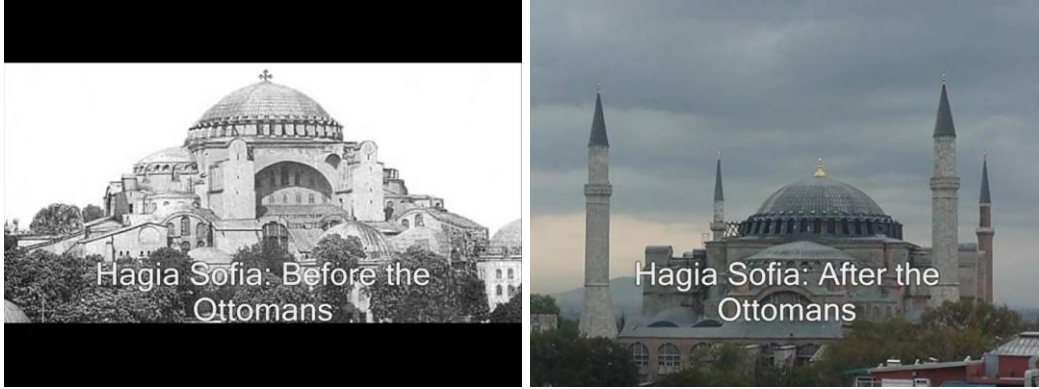 Hagia Sofia: Before the
Ottomans
Hagia Sofia: After the
Ottomans